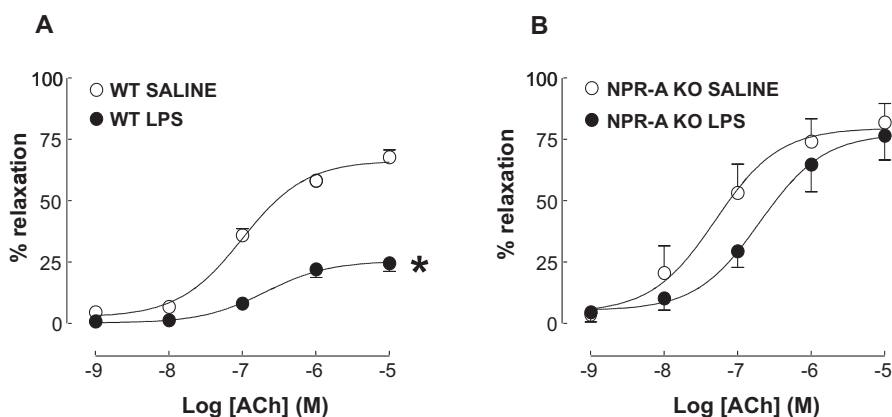 A
100
75
50
25
0
% relaxation
WT SALINE
WT LPS
*
-9
-8
-7
-6
-5
Log [ACh] (M)
B
100
75
50
25
0
% relaxation
NPR-A KO SALINE
NPR-A KO LPS
-9
-8
-7
-6
-5
Log [ACh] (M)